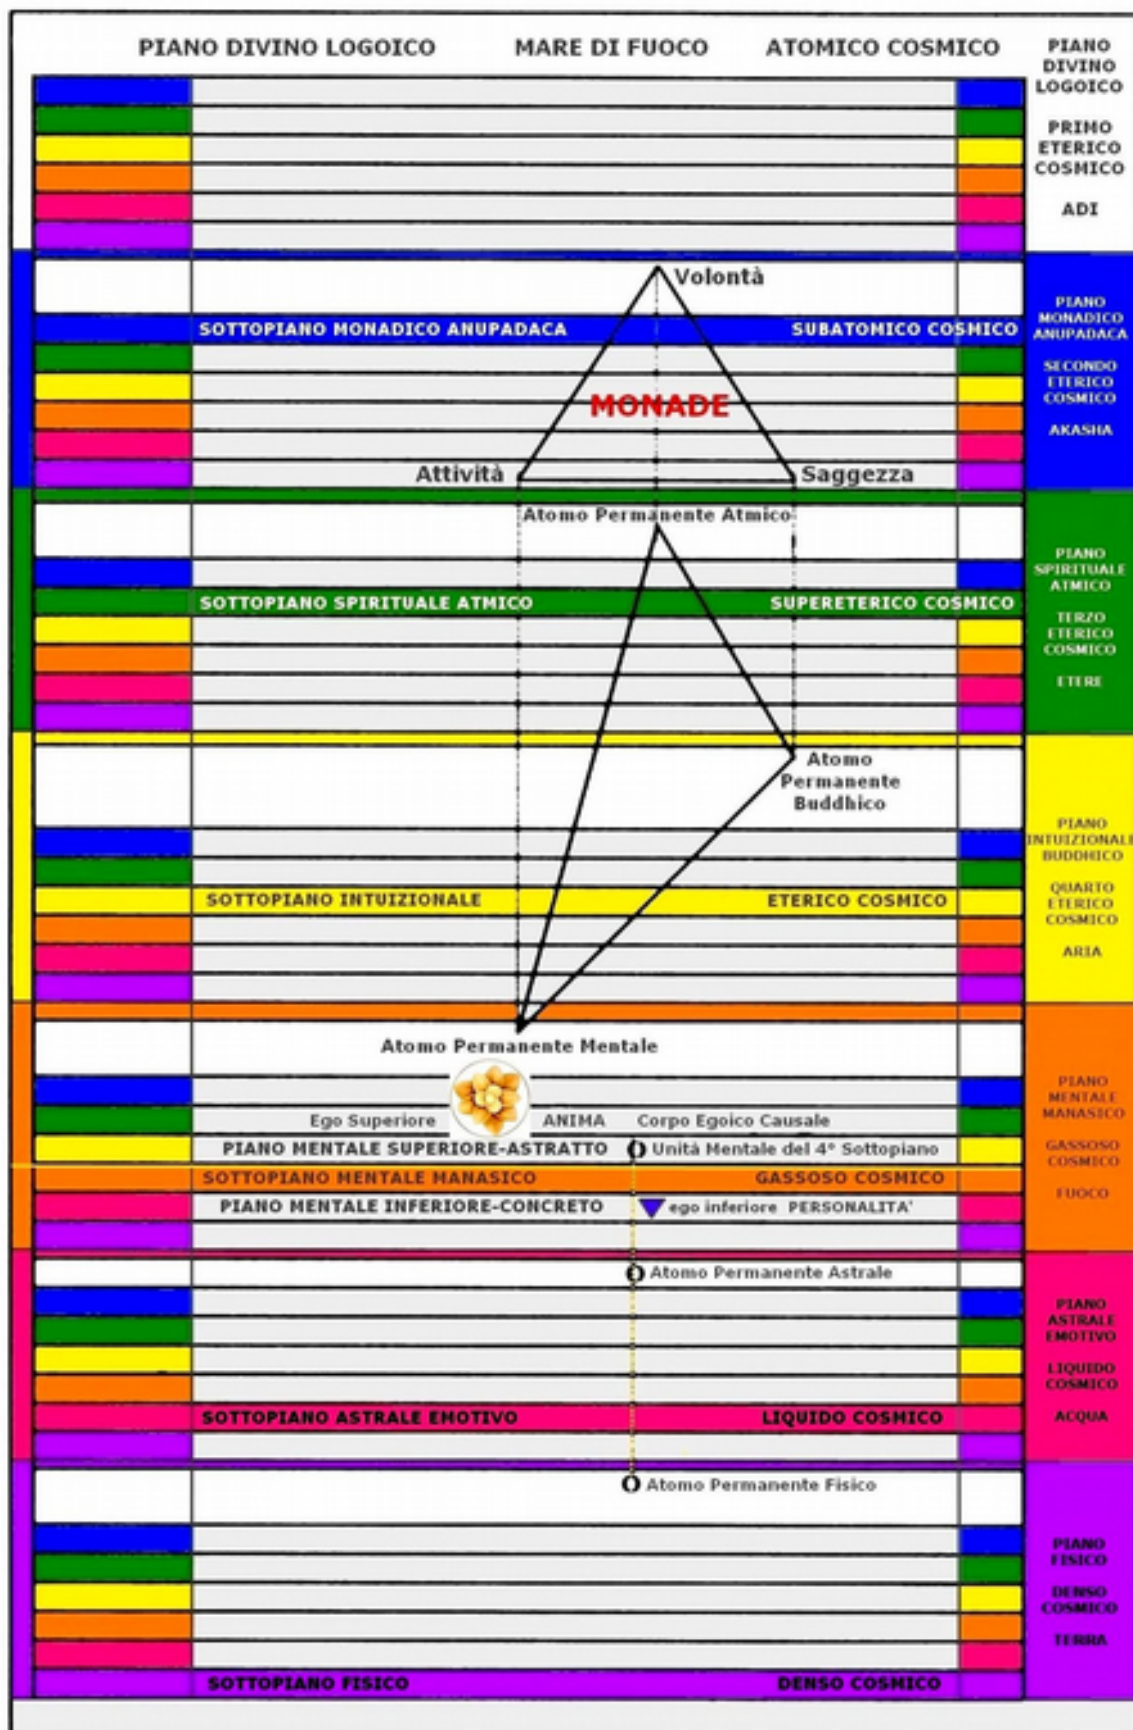 PIANO DIVINO LOGOICO MARE DI FUOCO ATOMICO COSMICO
PIANO
DIVINO
LOGOICO
PRIMO
ETERICO
COSMICO
ADI
Volontà
SOTTOPIANO MONADICO ANUPADACA SUBATOMICO COSMICO
MONADE
Attività Saggezza
PIANO
MONADICO
ANUPADACA
SECONDO
ETERICO
COSMICO
AKASHA
Atomo Permanente Atmico
SOTTOPIANO SPIRITUALE ATMICO SUPERETERICO COSMICO
PIANO
SPIRITUALE
ATMICO
TERZO
ETERICO
COSMICO
ETERE
Atomo
Permanente
Buddhico
SOTTOPIANO INTUIZIONALE ETERICO COSMICO
PIANO
INTUIZIONALE
BUDDHICO
QUARTO
ETERICO
COSMICO
ARIA
Atomo Permanente Mentale
Ego Superiore ANIMA Corpo Egoico Causale
PIANO MENTALE SUPERIORE-ASTRATTO Unità Mentale del 4° Sottopiano
SOTTOPIANO MENTALE MANASICO GASSOSO COSMICO
PIANO MENTALE INFERIORE-CONCRETO ego inferiore PERSONALITA'
PIANO
MENTALE
MANASICO
GASSOSO
COSMICO
FUOCO
Atomo Permanente Astrale
SOTTOPIANO ASTRALE EMOTIVO LIQUIDO COSMICO
PIANO
ASTRALE
EMOTIVO
LIQUIDO
COSMICO
ACQUA
Atomo Permanente Fisico
SOTTOPIANO FISICO DENSO COSMICO
PIANO
FISICO
DENSO
COSMICO
TERRA